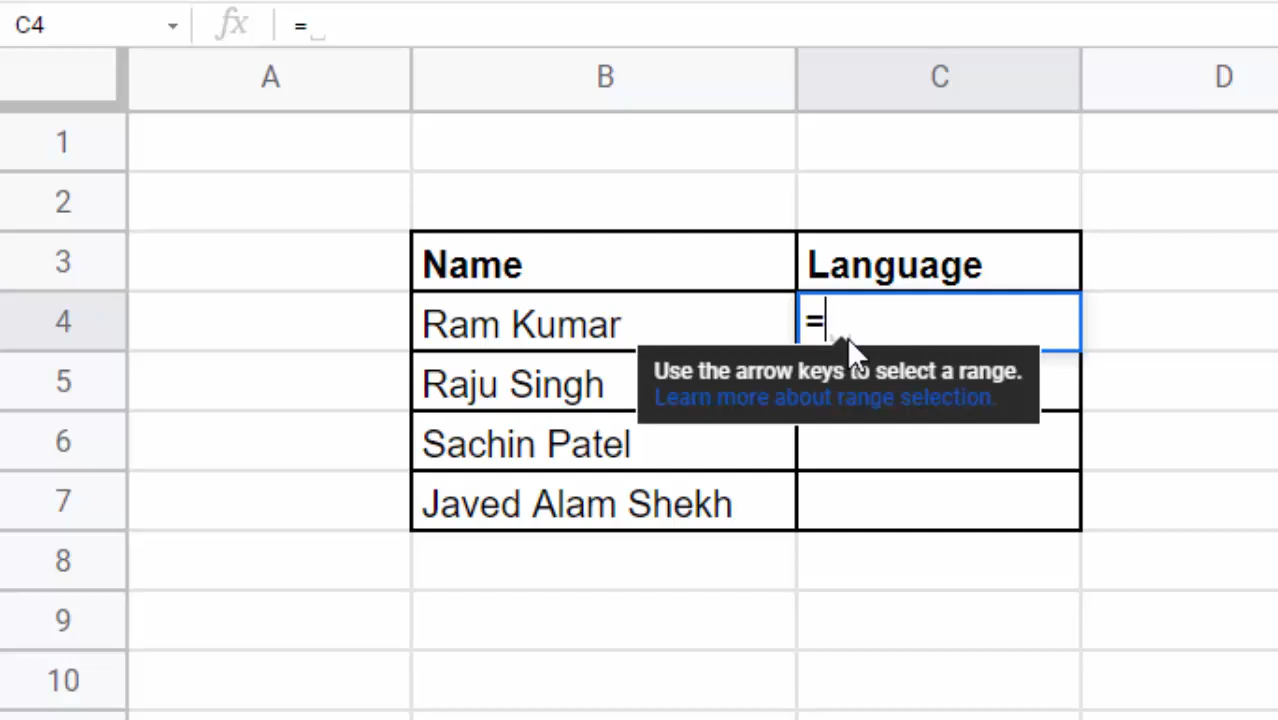 C4 fx =
A B C D
1
2
3 Name Language
4 Ram Kumar =
Use the arrow keys to select a range.
5 Raju Singh
Learn more about range selection.
6 Sachin Patel
7 Javed Alam Shekh
8
9
10